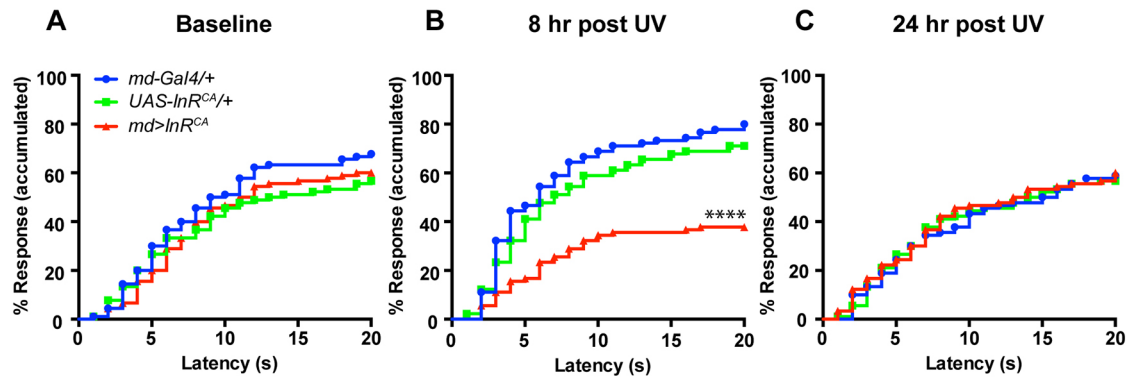 A Baseline
B 8 hr post UV
C 24 hr post UV
% Response (accumulated)
100
80
60
40
20
0
md-Gal4/+
UAS-InR^CA/+
md>InR^CA
0 5 10 15 20
Latency (s)
% Response (accumulated)
100
80
60
40
20
0
****
0 5 10 15 20
Latency (s)
% Response (accumulated)
100
80
60
40
20
0
0 5 10 15 20
Latency (s)